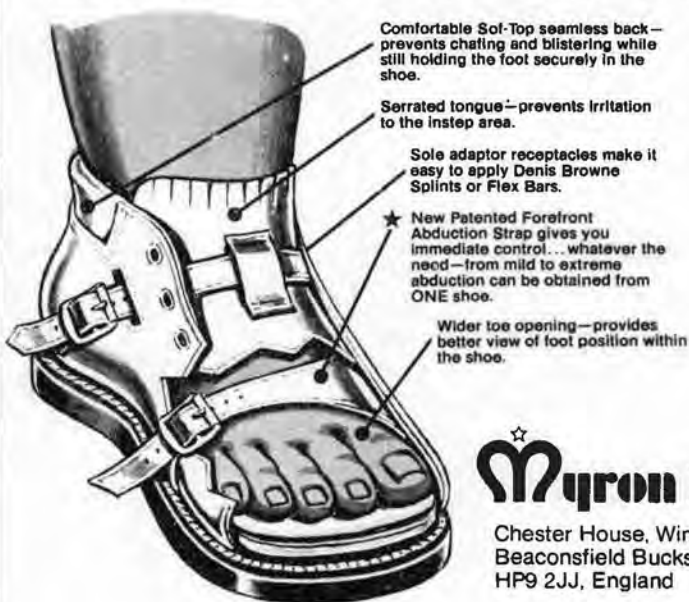 Comfortable Sof-Top seamless back—
prevents chafing and blistering while
still holding the foot securely in the
shoe.
Serrated tongue—prevents irritation
to the instep area.
Sole adaptor receptacles make it
easy to apply Denis Browne
Splints or Flex Bars.
★ New Patented Forefront
Abduction Strap gives you
immediate control...whatever the
need—from mild to extreme
abduction can be obtained from
ONE shoe.
Wider toe opening—provides
better view of foot position within
the shoe.
Myron
Chester House, Win
Beaconsfield Bucks
HP9 2JJ, England